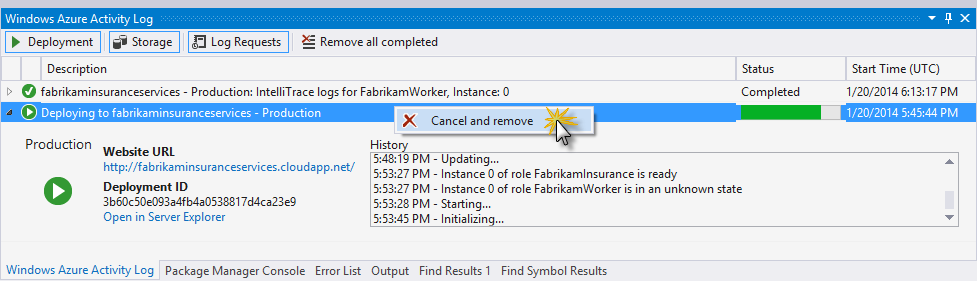 Windows Azure Activity Log
Deployment Storage Log Requests Remove all completed
Description Status Start Time (UTC)
fabrikaminsuranceservices - Production: IntelliTrace logs for FabrikamWorker, Instance: 0 Completed 1/20/2014 6:13:17 PM
Deploying to fabrikaminsuranceservices - Production 1/20/2014 5:45:44 PM
Cancel and remove
Production
Website URL
http://fabrikaminsuranceservices.cloudapp.net/
Deployment ID
3b60c50e093a4fb4a0538817d4ca23e9
Open in Server Explorer
History
5:48:19 PM - Updating...
5:53:27 PM - Instance 0 of role FabrikamInsurance is ready
5:53:27 PM - Instance 0 of role FabrikamWorker is in an unknown state
5:53:28 PM - Starting...
5:53:45 PM - Initializing...
Windows Azure Activity Log Package Manager Console Error List Output Find Results 1 Find Symbol Results